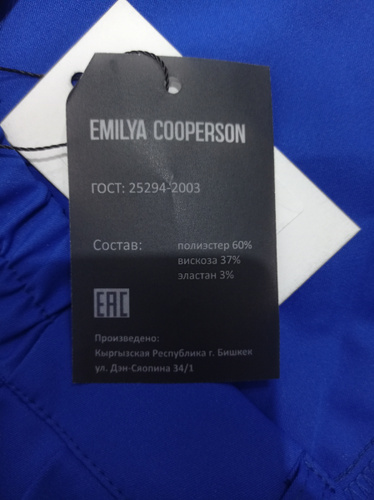 EMILYA COOPERSON
ГОСТ: 25294-2003
Состав: полиэстер 60%
вискоза 37%
эластан 3%
EAC
Произведено:
Кыргызская Республика г. Бишкек
ул. Дэн-Сяопина 34/1